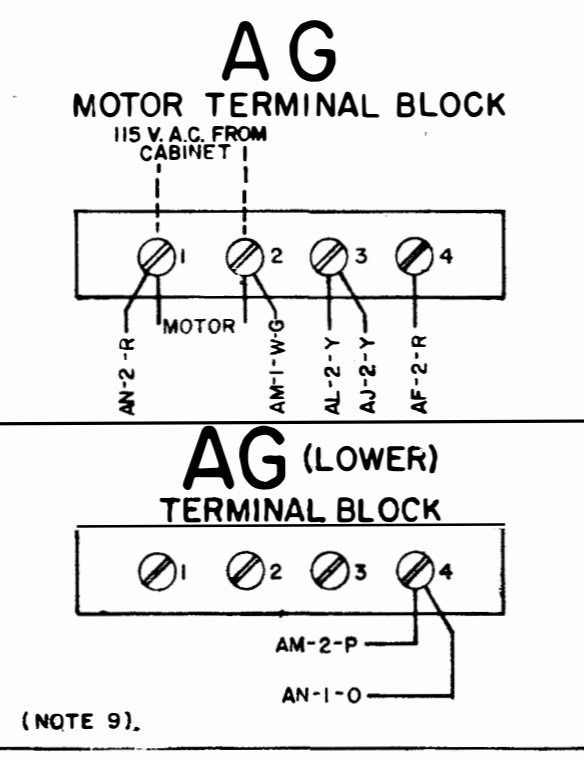 AG
MOTOR TERMINAL BLOCK
115 V. A.C. FROM
CABINET
1 2 3 4
MOTOR
AN-2-R
AM-1-W-G
AL-2-Y
AJ-2-Y
AF-2-R
AG (LOWER)
TERMINAL BLOCK
1 2 3 4
AM-2-P
AN-1-O
(NOTE 9).